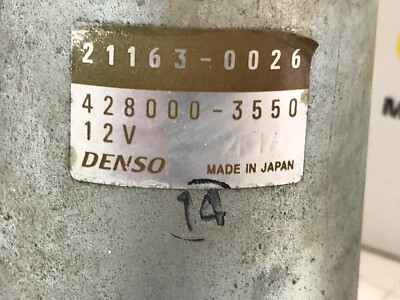 21163-0026
428000-3550
12V
DENSO MADE IN JAPAN
14